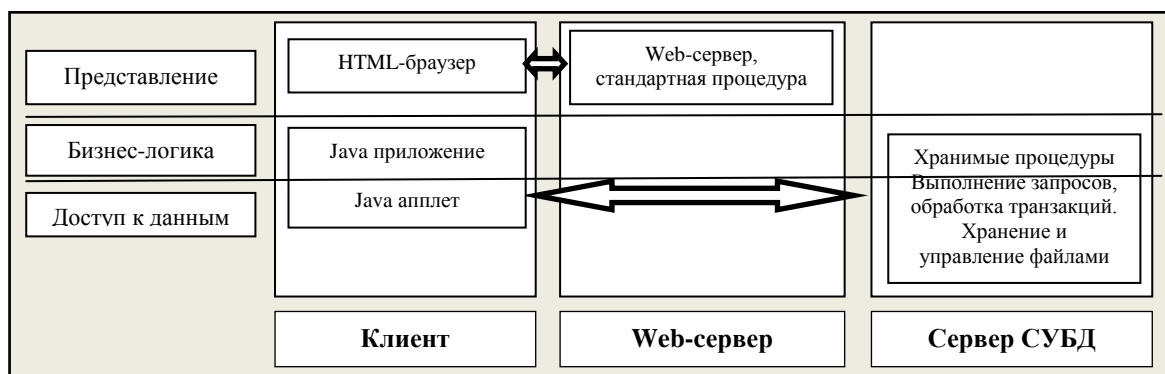 Представление
Бизнес-логика
Доступ к данным
HTML-браузер
Java приложение
Java апплет
Web-сервер,
стандартная процедура
Хранимые процедуры
Выполнение запросов,
обработка транзакций.
Хранение и
управление файлами
Клиент
Web-сервер
Сервер СУБД